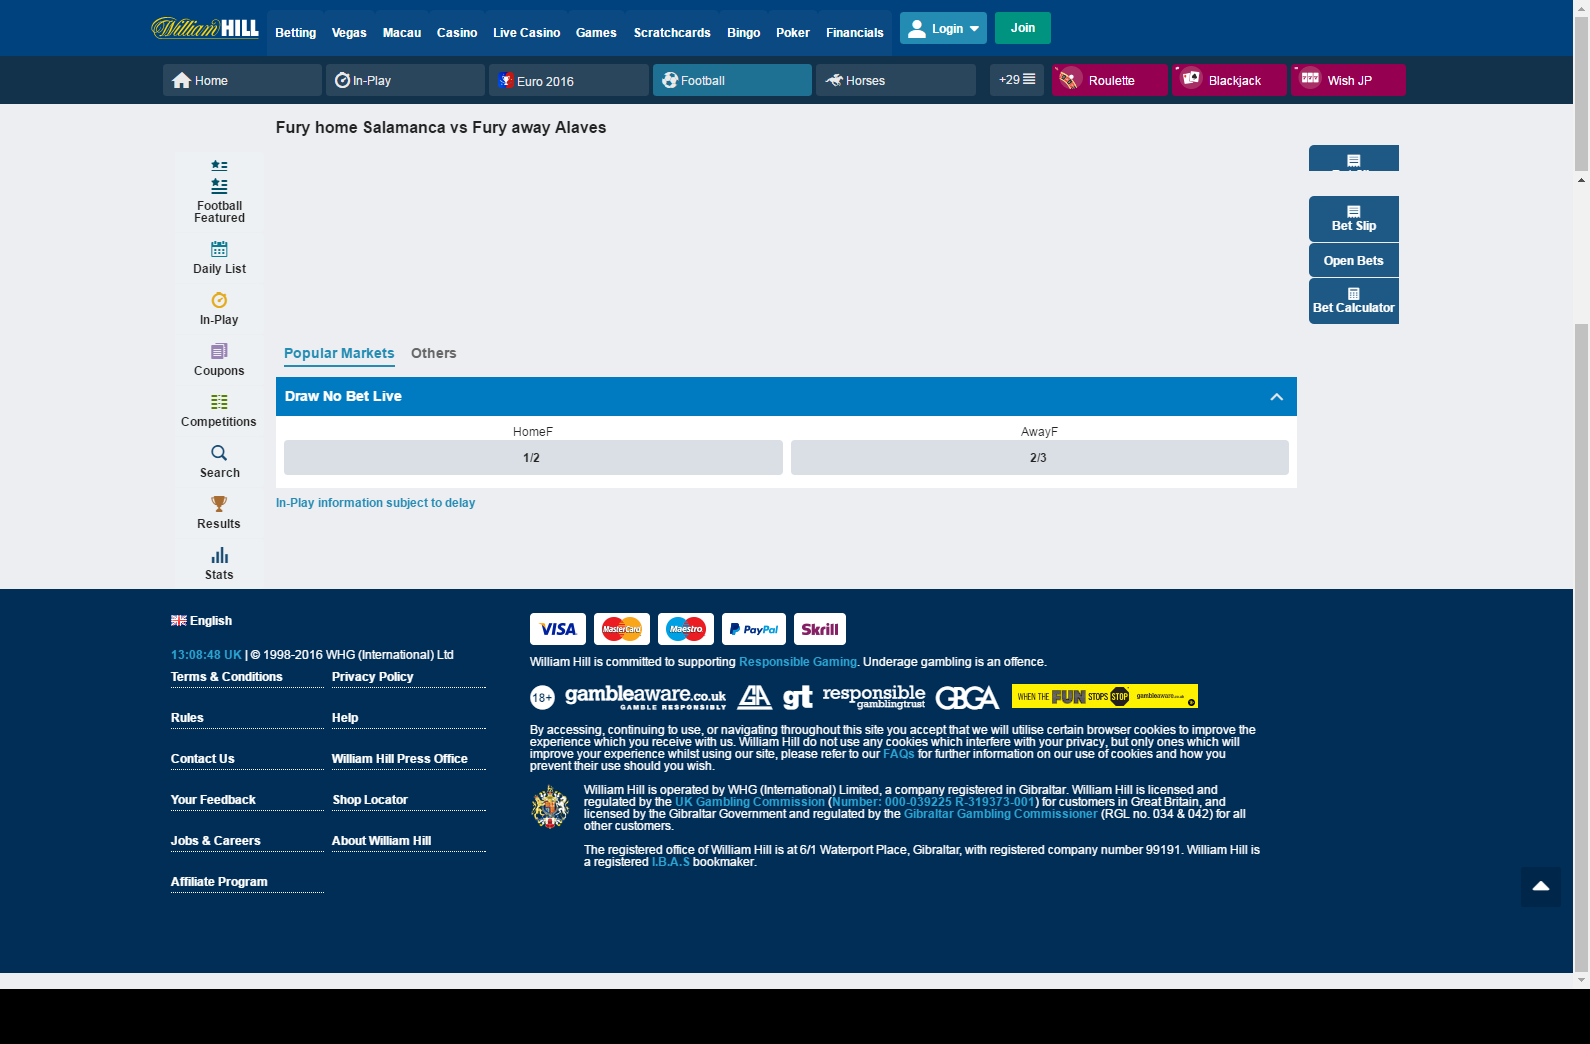 William HILL
Betting Vegas Macau Casino Live Casino Games Scratchcards Bingo Poker Financials Login Join
Home In-Play Euro 2016 Football Horses +29 Roulette Blackjack Wish JP
Fury home Salamanca vs Fury away Alaves
Football
Featured
Daily List
In-Play
Coupons
Competitions
Search
Results
Stats
Bet Slip
Open Bets
Bet Calculator
Popular Markets Others
Draw No Bet Live
HomeF AwayF
1/2 2/3
In-Play information subject to delay
English
13:08:48 UK | © 1998-2016 WHG (International) Ltd
Terms & Conditions Privacy Policy
Rules Help
Contact Us William Hill Press Office
Your Feedback Shop Locator
Jobs & Careers About William Hill
Affiliate Program
VISA MasterCard Maestro PayPal Skrill
William Hill is committed to supporting Responsible Gaming. Underage gambling is an offence.
18+ gambleaware.co.uk GAMBLE RESPONSIBLY GA gt responsible gamblingtrust GBGA WHEN THE FUN STOPS STOP gambleaware.co.uk
By accessing, continuing to use, or navigating throughout this site you accept that we will utilise certain browser cookies to improve the
experience which you receive with us. William Hill do not use any cookies which interfere with your privacy, but only ones which will
improve your experience whilst using our site, please refer to our FAQs for further information on our use of cookies and how you
prevent their use should you wish.
William Hill is operated by WHG (International) Limited, a company registered in Gibraltar. William Hill is licensed and
regulated by the UK Gambling Commission (Number: 000-039225 R-319373-001) for customers in Great Britain, and
licensed by the Gibraltar Government and regulated by the Gibraltar Gambling Commissioner (RGL no. 034 & 042) for all
other customers.
The registered office of William Hill is at 6/1 Waterport Place, Gibraltar, with registered company number 99191. William Hill is
a registered I.B.A.S bookmaker.